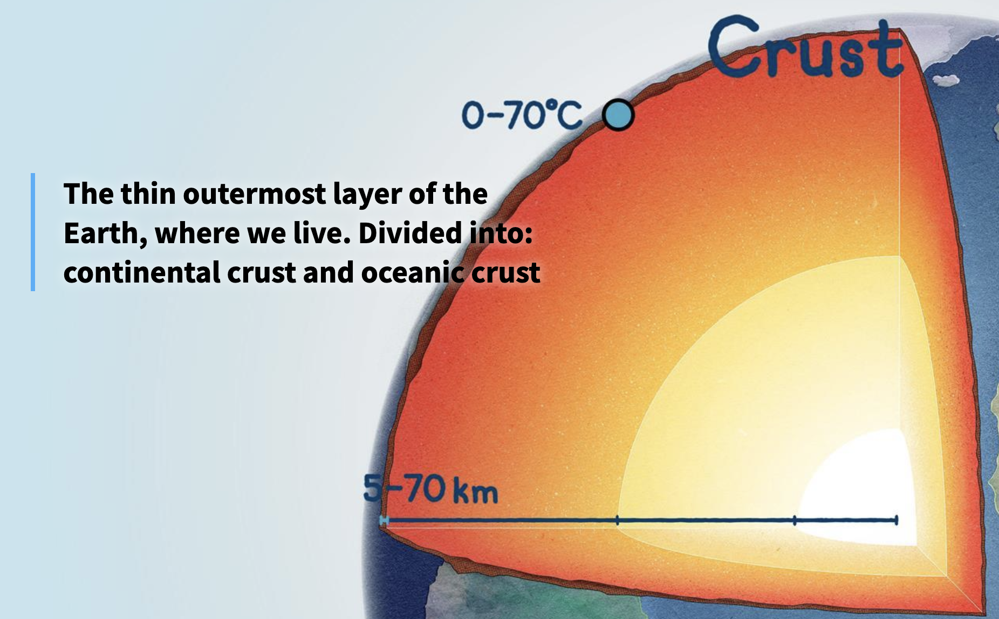 Crust
0-70°C
The thin outermost layer of the
Earth, where we live. Divided into:
continental crust and oceanic crust
5-70 km